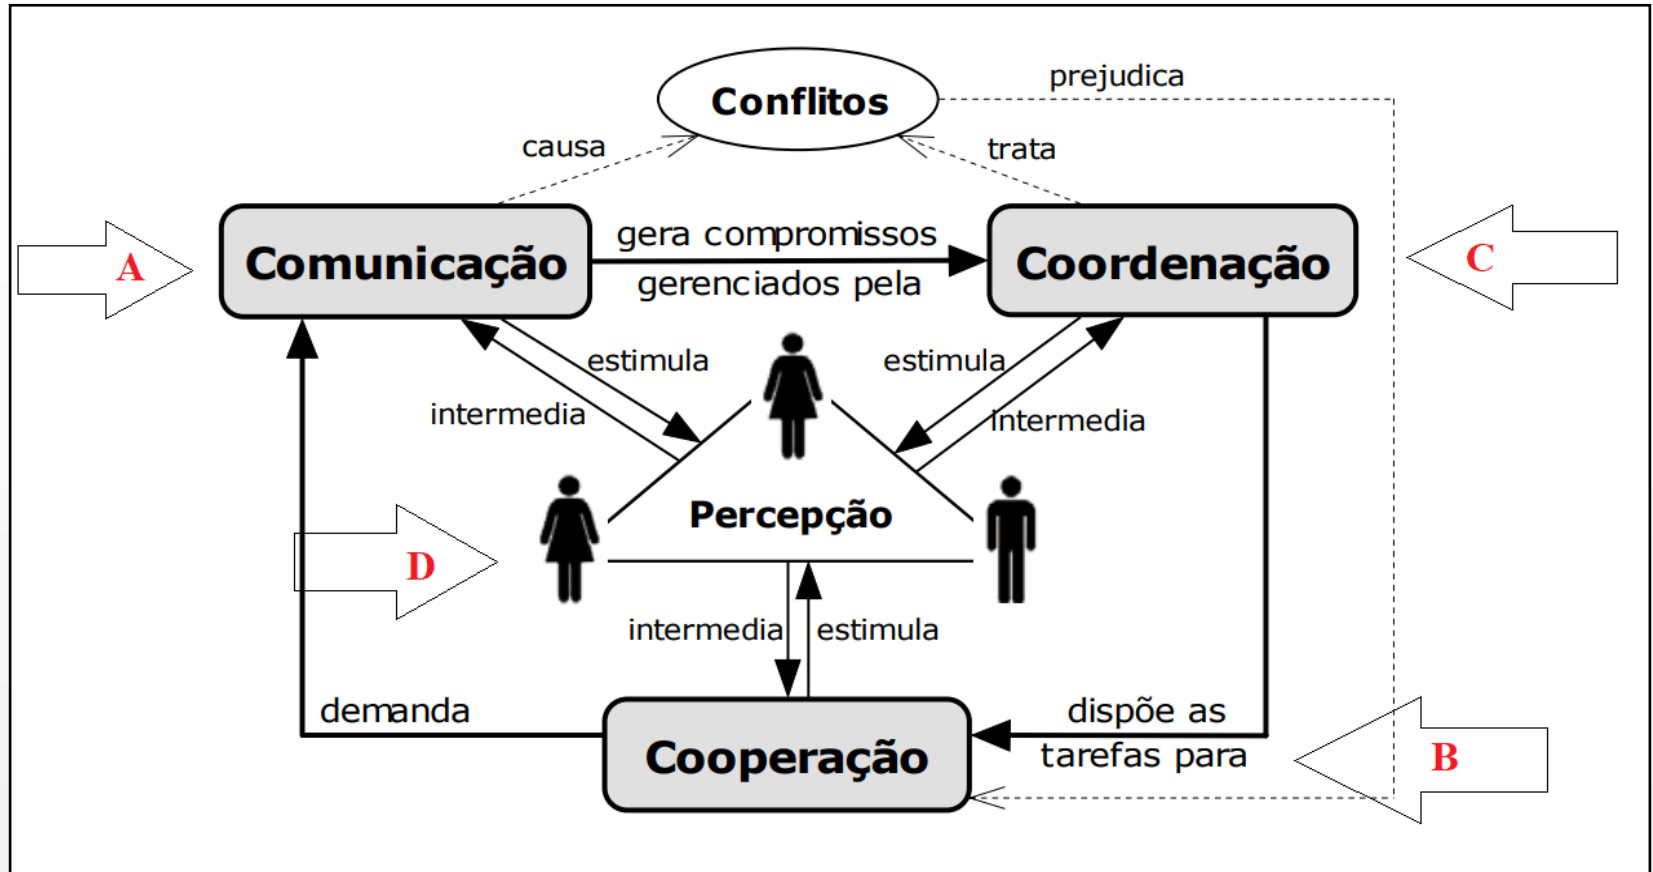 Conflitos
prejudica
causa
trata
A
Comunicação
gera compromissos
gerenciados pela
Coordenação
C
estimula
intermedia
estimula
intermedia
Percepção
D
intermedia
estimula
demanda
Cooperação
dispõe as
tarefas para
B